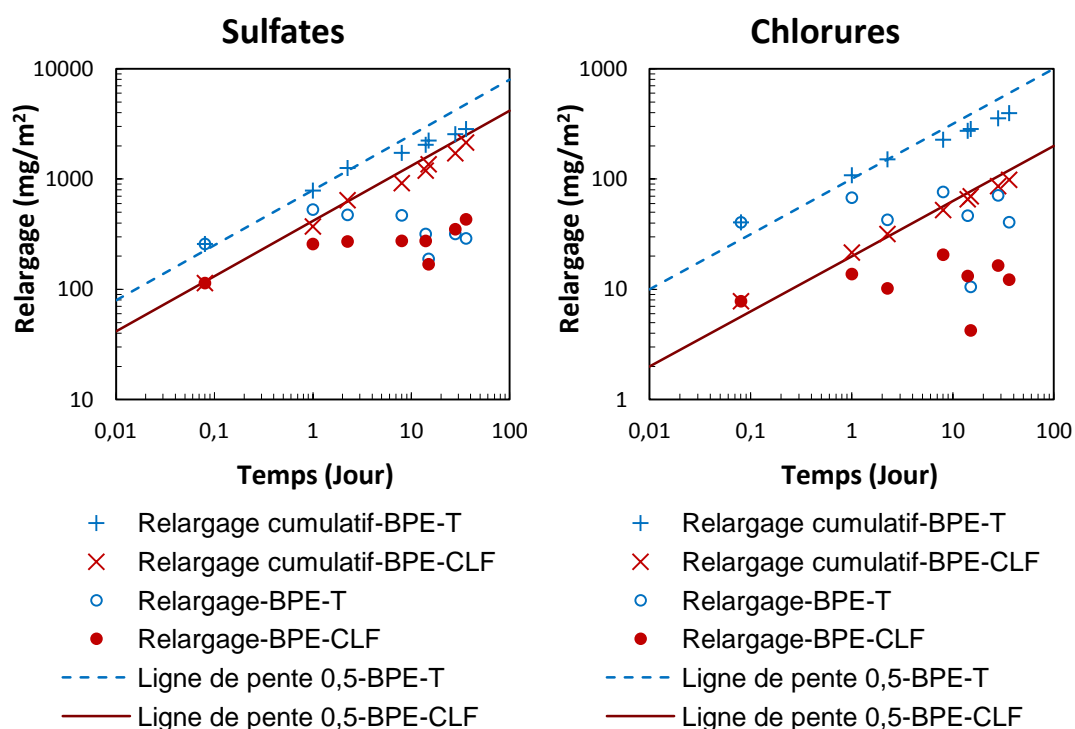 Sulfates
Relargage (mg/m²)
10000
1000
100
10
0,01
0,1
1
10
100
Temps (Jour)
Relargage cumulatif-BPE-T
Relargage cumulatif-BPE-CLF
Relargage-BPE-T
Relargage-BPE-CLF
Ligne de pente 0,5-BPE-T
Ligne de pente 0,5-BPE-CLF
Chlorures
Relargage (mg/m²)
1000
100
10
1
0,01
0,1
1
10
100
Temps (Jour)
Relargage cumulatif-BPE-T
Relargage cumulatif-BPE-CLF
Relargage-BPE-T
Relargage-BPE-CLF
Ligne de pente 0,5-BPE-T
Ligne de pente 0,5-BPE-CLF